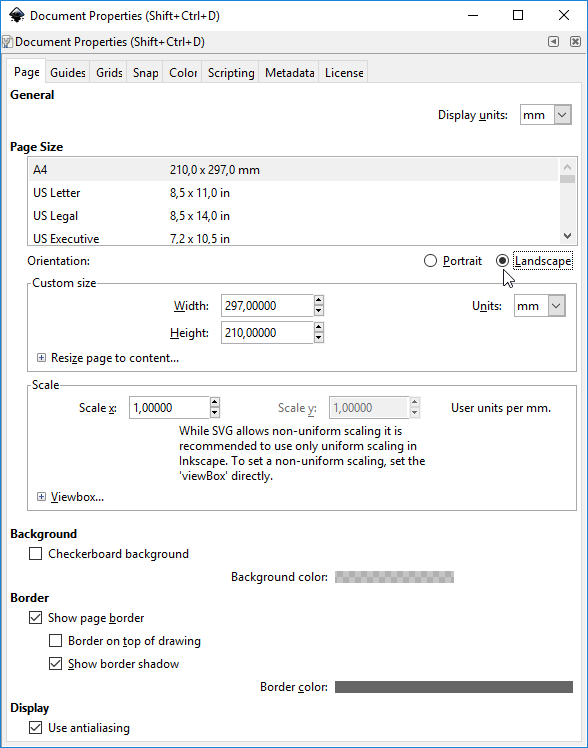 Document Properties (Shift+Ctrl+D)
Document Properties (Shift+Ctrl+D)
Page Guides Grids Snap Color Scripting Metadata License
General
Display units: mm
Page Size
A4 210,0 x 297,0 mm
US Letter 8,5 x 11,0 in
US Legal 8,5 x 14,0 in
US Executive 7,2 x 10,5 in
Orientation: Portrait Landscape
Custom size
Width: 297,00000 Units: mm
Height: 210,00000
Resize page to content...
Scale
Scale x: 1,00000 Scale y: 1,00000 User units per mm.
While SVG allows non-uniform scaling it is
recommended to use only uniform scaling in
Inkscape. To set a non-uniform scaling, set the
'viewBox' directly.
Viewbox...
Background
Checkerboard background
Background color:
Border
Show page border
Border on top of drawing
Show border shadow
Border color:
Display
Use antialiasing